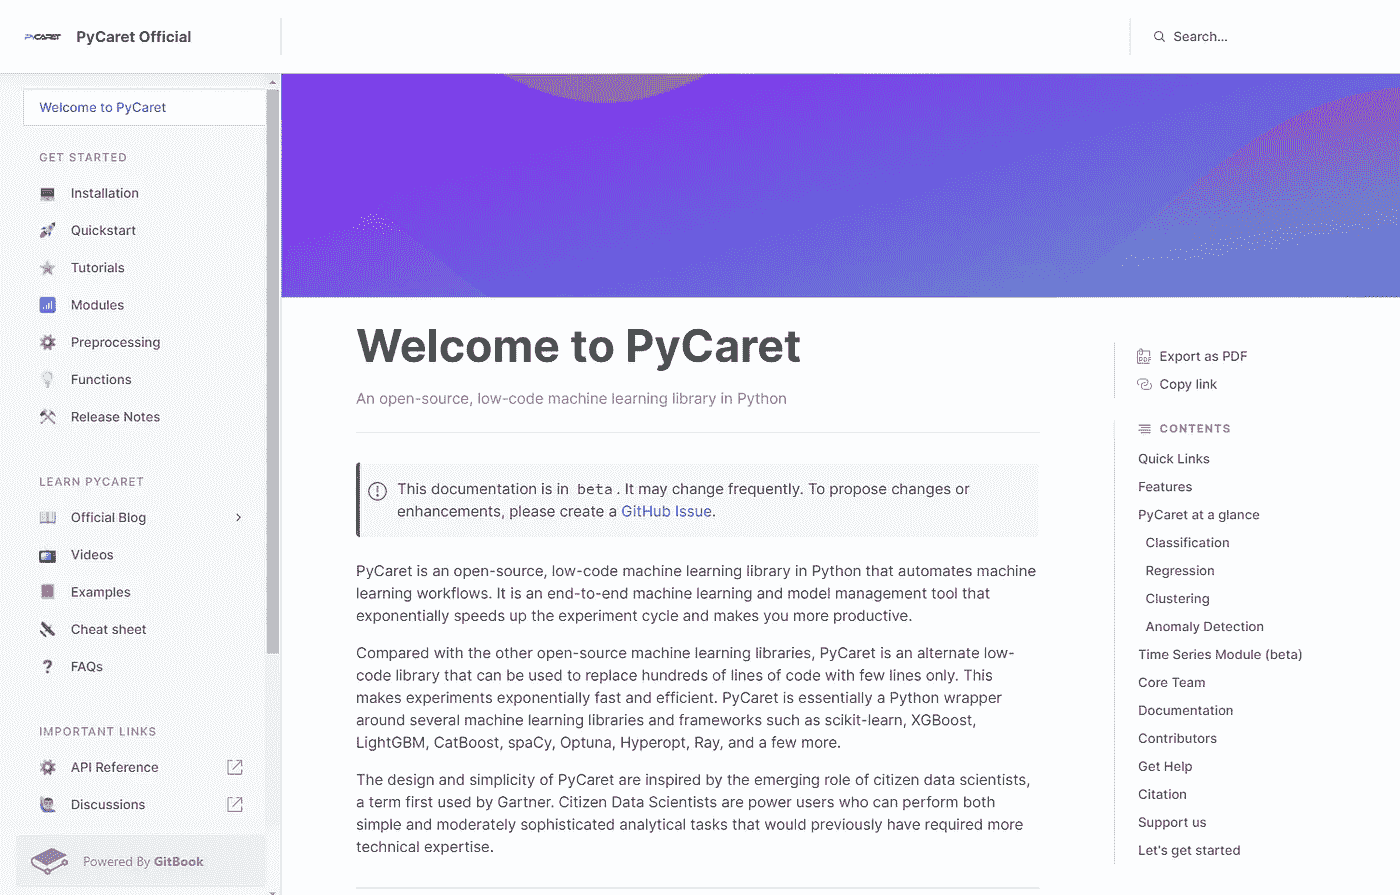 PYCARET PyCaret Official
Search...
Welcome to PyCaret
GET STARTED
Installation
Quickstart
Tutorials
Modules
Preprocessing
Functions
Release Notes
LEARN PYCARET
Official Blog
Videos
Examples
Cheat sheet
? FAQs
IMPORTANT LINKS
API Reference
Discussions
Powered By GitBook
Welcome to PyCaret
An open-source, low-code machine learning library in Python
This documentation is in beta. It may change frequently. To propose changes or
enhancements, please create a GitHub Issue.
PyCaret is an open-source, low-code machine learning library in Python that automates machine
learning workflows. It is an end-to-end machine learning and model management tool that
exponentially speeds up the experiment cycle and makes you more productive.
Compared with the other open-source machine learning libraries, PyCaret is an alternate low-
code library that can be used to replace hundreds of lines of code with few lines only. This
makes experiments exponentially fast and efficient. PyCaret is essentially a Python wrapper
around several machine learning libraries and frameworks such as scikit-learn, XGBoost,
LightGBM, CatBoost, spaCy, Optuna, Hyperopt, Ray, and a few more.
The design and simplicity of PyCaret are inspired by the emerging role of citizen data scientists,
a term first used by Gartner. Citizen Data Scientists are power users who can perform both
simple and moderately sophisticated analytical tasks that would previously have required more
technical expertise.
PDF Export as PDF
Copy link
CONTENTS
Quick Links
Features
PyCaret at a glance
Classification
Regression
Clustering
Anomaly Detection
Time Series Module (beta)
Core Team
Documentation
Contributors
Get Help
Citation
Support us
Let's get started